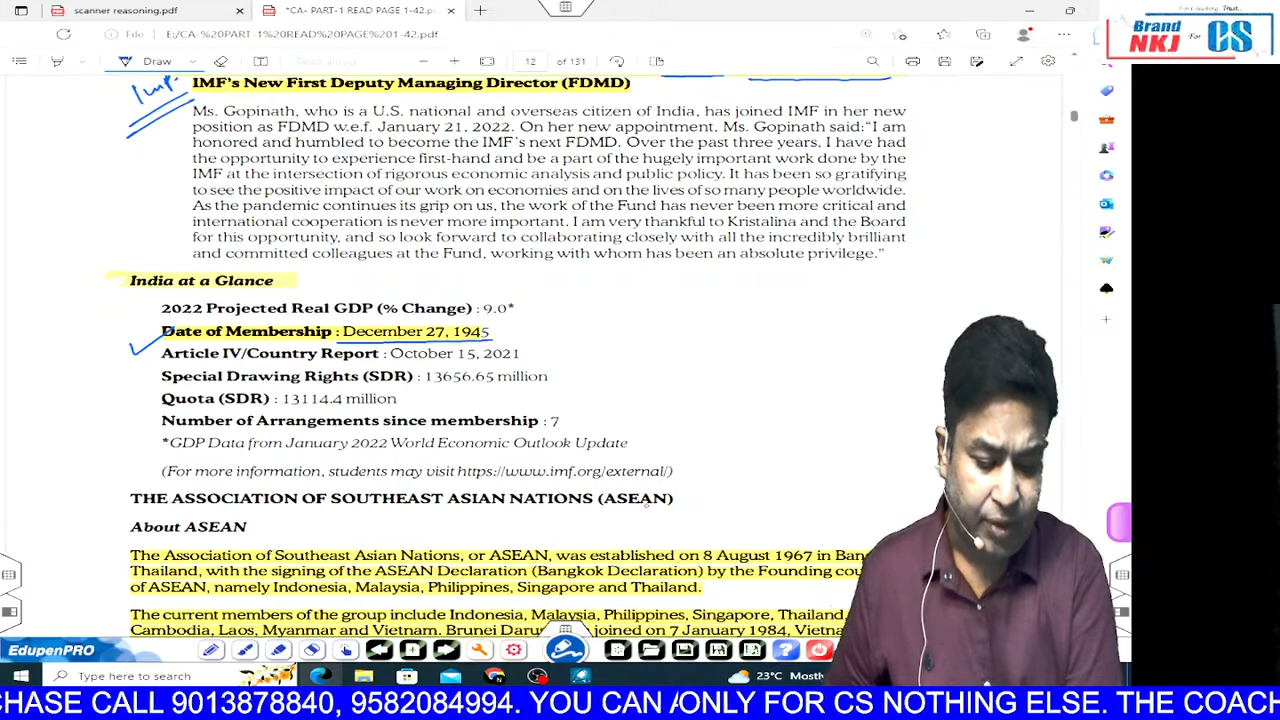 scanner reasoning.pdf
*CA- PART-1 READ PAGE 1-42.pc
File
E:/CA-%20PART-1%20READ%20PAGE%201-42.pdf
Draw
Read aloud
12
of 131
The Coaching Trust..
Brand
NKJ
For
CS
Imp.
IMF's New First Deputy Managing Director (FDMD)
Ms. Gopinath, who is a U.S. national and overseas citizen of India, has joined IMF in her new
position as FDMD w.e.f. January 21, 2022. On her new appointment, Ms. Gopinath said:"I am
honored and humbled to become the IMF's next FDMD. Over the past three years, I have had
the opportunity to experience first-hand and be a part of the hugely important work done by the
IMF at the intersection of rigorous economic analysis and public policy. It has been so gratifying
to see the positive impact of our work on economies and on the lives of so many people worldwide.
As the pandemic continues its grip on us, the work of the Fund has never been more critical and
international cooperation is never more important. I am very thankful to Kristalina and the Board
for this opportunity, and so look forward to collaborating closely with all the incredibly brilliant
and committed colleagues at the Fund, working with whom has been an absolute privilege."
India at a Glance
2022 Projected Real GDP (% Change) : 9.0*
Date of Membership : December 27, 1945
Article IV/Country Report : October 15, 2021
Special Drawing Rights (SDR) : 13656.65 million
Quota (SDR) : 13114.4 million
Number of Arrangements since membership : 7
*GDP Data from January 2022 World Economic Outlook Update
(For more information, students may visit https://www.imf.org/external/)
THE ASSOCIATION OF SOUTHEAST ASIAN NATIONS (ASEAN)
About ASEAN
The Association of Southeast Asian Nations, or ASEAN, was established on 8 August 1967 in Ban
Thailand, with the signing of the ASEAN Declaration (Bangkok Declaration) by the Founding cou
of ASEAN, namely Indonesia, Malaysia, Philippines, Singapore and Thailand.
The current members of the group include Indonesia, Malaysia, Philippines, Singapore, Thailand,
Cambodia, Laos, Myanmar and Vietnam. Brunei Darus joined on 7 January 1984, Vietna
EdupenPRO
Type here to search
23°C Mostly
CHASE CALL 9013878840, 9582084994. YOU CAN /ONLY FOR CS NOTHING ELSE. THE COACH